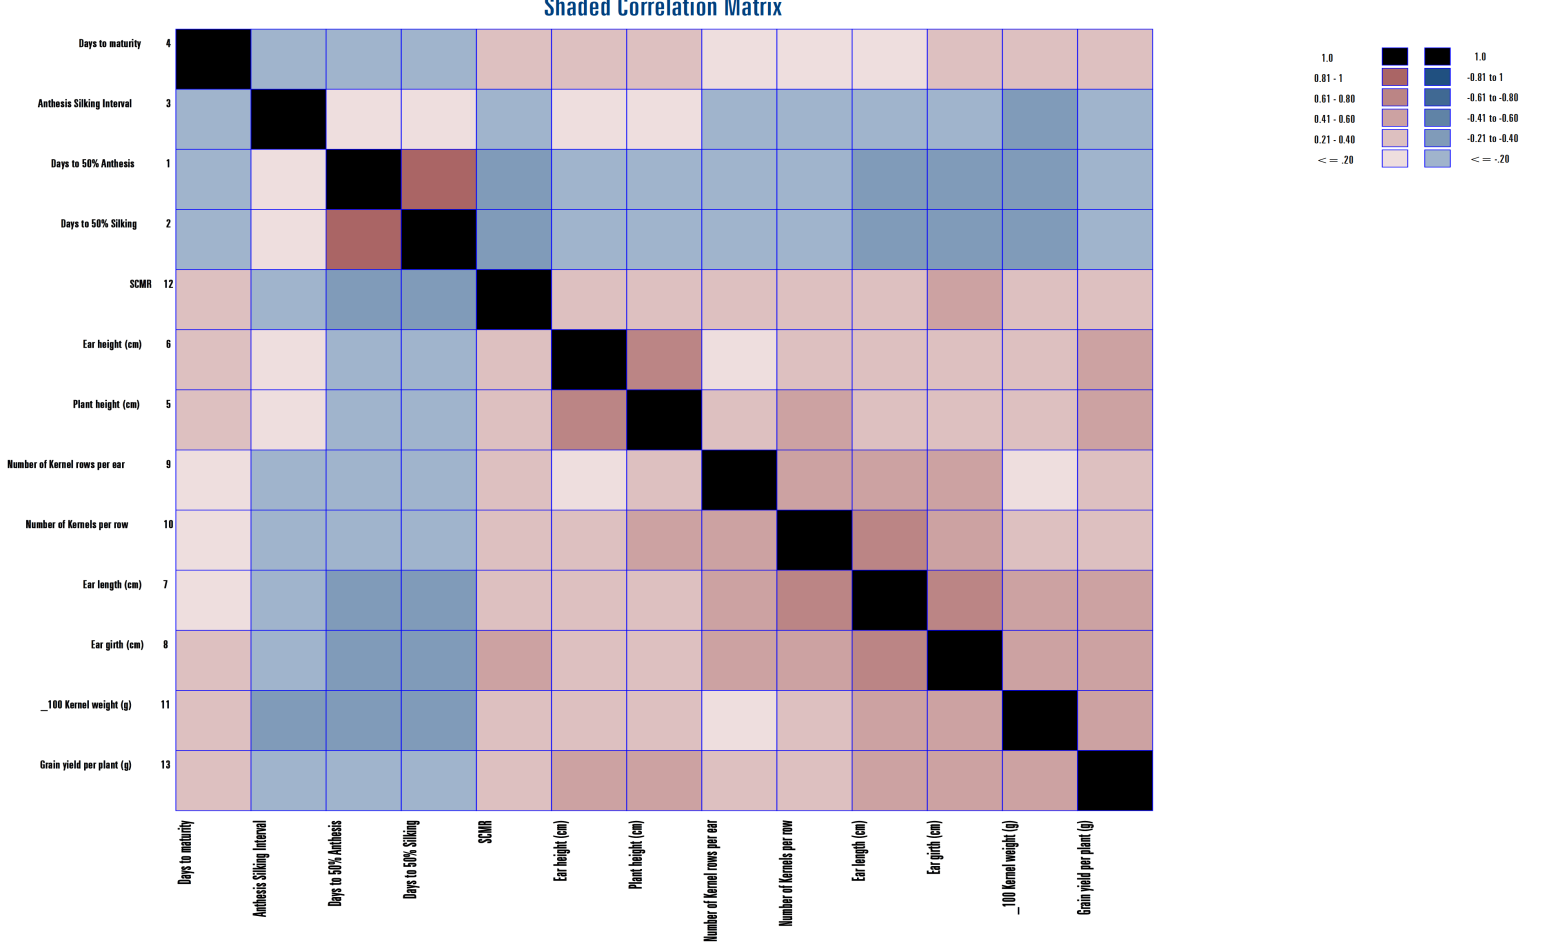 Shaded Correlation Matrix
Days to maturity 4
Anthesis Silking Interval 3
Days to 50% Anthesis 1
Days to 50% Silking 2
SCMR 12
Ear height (cm) 6
Plant height (cm) 5
Number of Kernel rows per ear 9
Number of Kernels per row 10
Ear length (cm) 7
Ear girth (cm) 8
_100 Kernel weight (g) 11
Grain yield per plant (g) 13
Days to maturity
Anthesis Silking Interval
Days to 50% Anthesis
Days to 50% Silking
SCMR
Ear height (cm)
Plant height (cm)
Number of Kernel rows per ear
Number of Kernels per row
Ear length (cm)
Ear girth (cm)
_100 Kernel weight (g)
Grain yield per plant (g)
1.0 1.0
0.81 - 1 -0.81 to 1
0.61 - 0.80 -0.61 to -0.80
0.41 - 0.60 -0.41 to -0.60
0.21 - 0.40 -0.21 to -0.40
< = .20 < = -.20